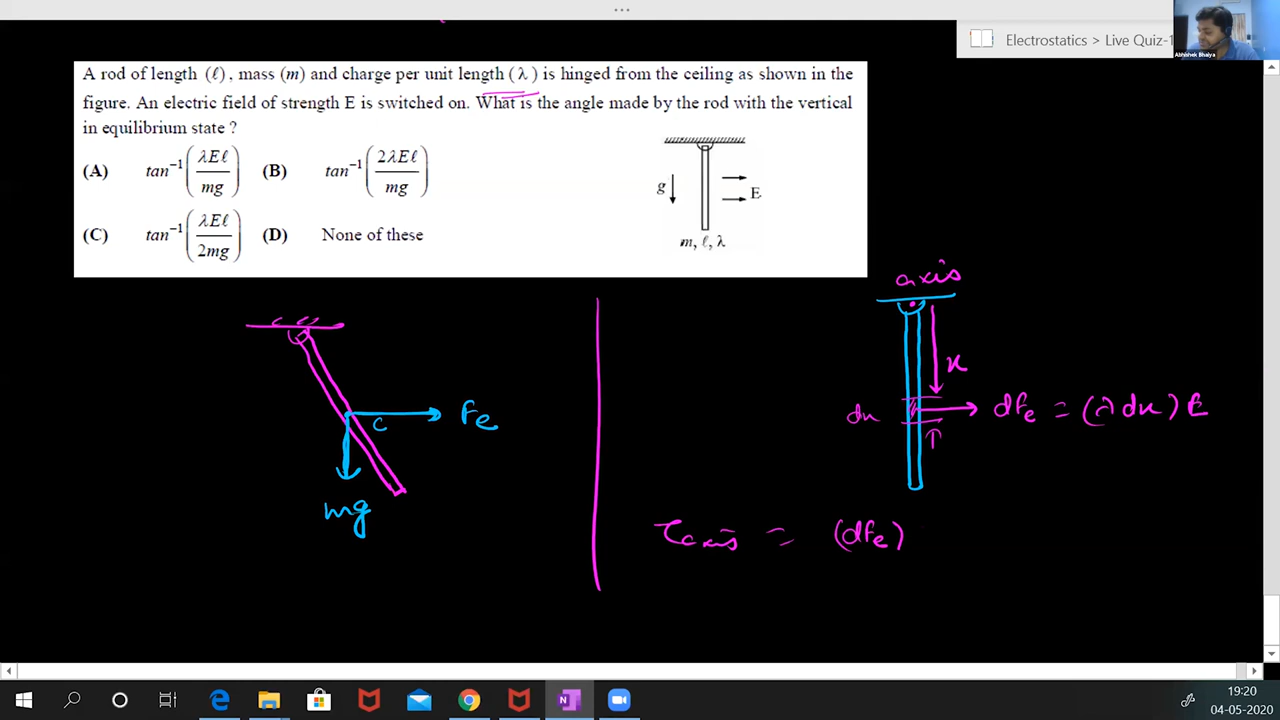 ...
Abhishek Bhaiya
Electrostatics > Live Quiz-1
A rod of length (ℓ), mass (m) and charge per unit length (λ) is hinged from the ceiling as shown in the
figure. An electric field of strength E is switched on. What is the angle made by the rod with the vertical
in equilibrium state ?
(A) tan⁻¹(λEℓ/mg) (B) tan⁻¹(2λEℓ/mg)
(C) tan⁻¹(λEℓ/2mg) (D) None of these
g
E
m, ℓ, λ
axis
x
c
Fe
dx
dFe = (λdx)E
mg
τaxis = (dFe)
19:20
04-05-2020